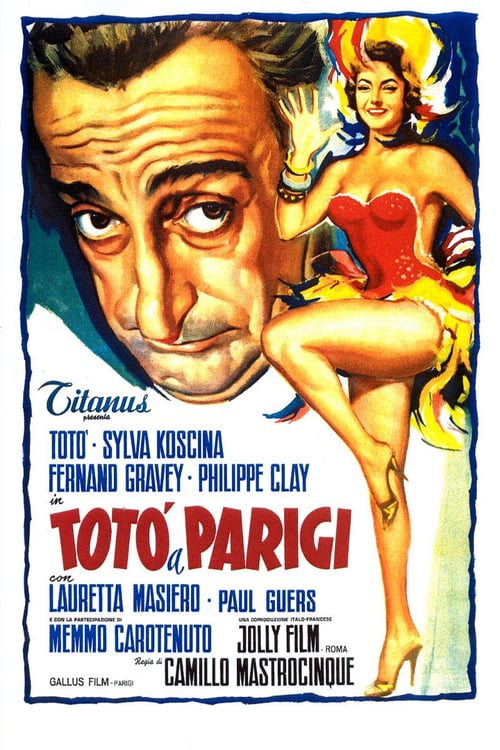 Titanus
presenta
TOTO' · SYLVA KOSCINA
FERNAND GRAVEY · PHILIPPE CLAY
in
TOTO' a PARIGI
con
LAURETTA MASIERO · PAUL GUERS
E CON LA PARTECIPAZIONE DI
MEMMO CAROTENUTO
UNA COPRODUZIONE ITALO-FRANCESE
JOLLY FILM - ROMA
Regia di CAMILLO MASTROCINQUE
GALLUS FILM - PARIGI